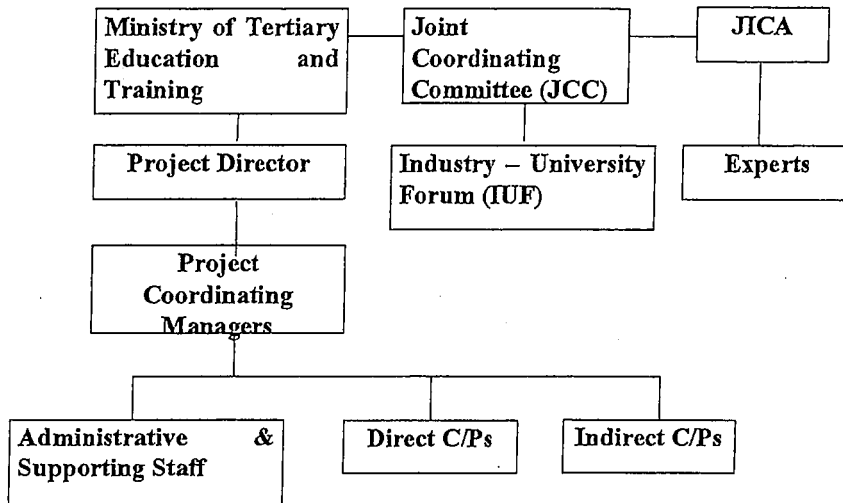 Ministry of Tertiary
Education and
Training
Joint
Coordinating
Committee (JCC)
JICA
Project Director
Industry – University
Forum (IUF)
Experts
Project
Coordinating
Managers
Administrative &
Supporting Staff
Direct C/Ps
Indirect C/Ps